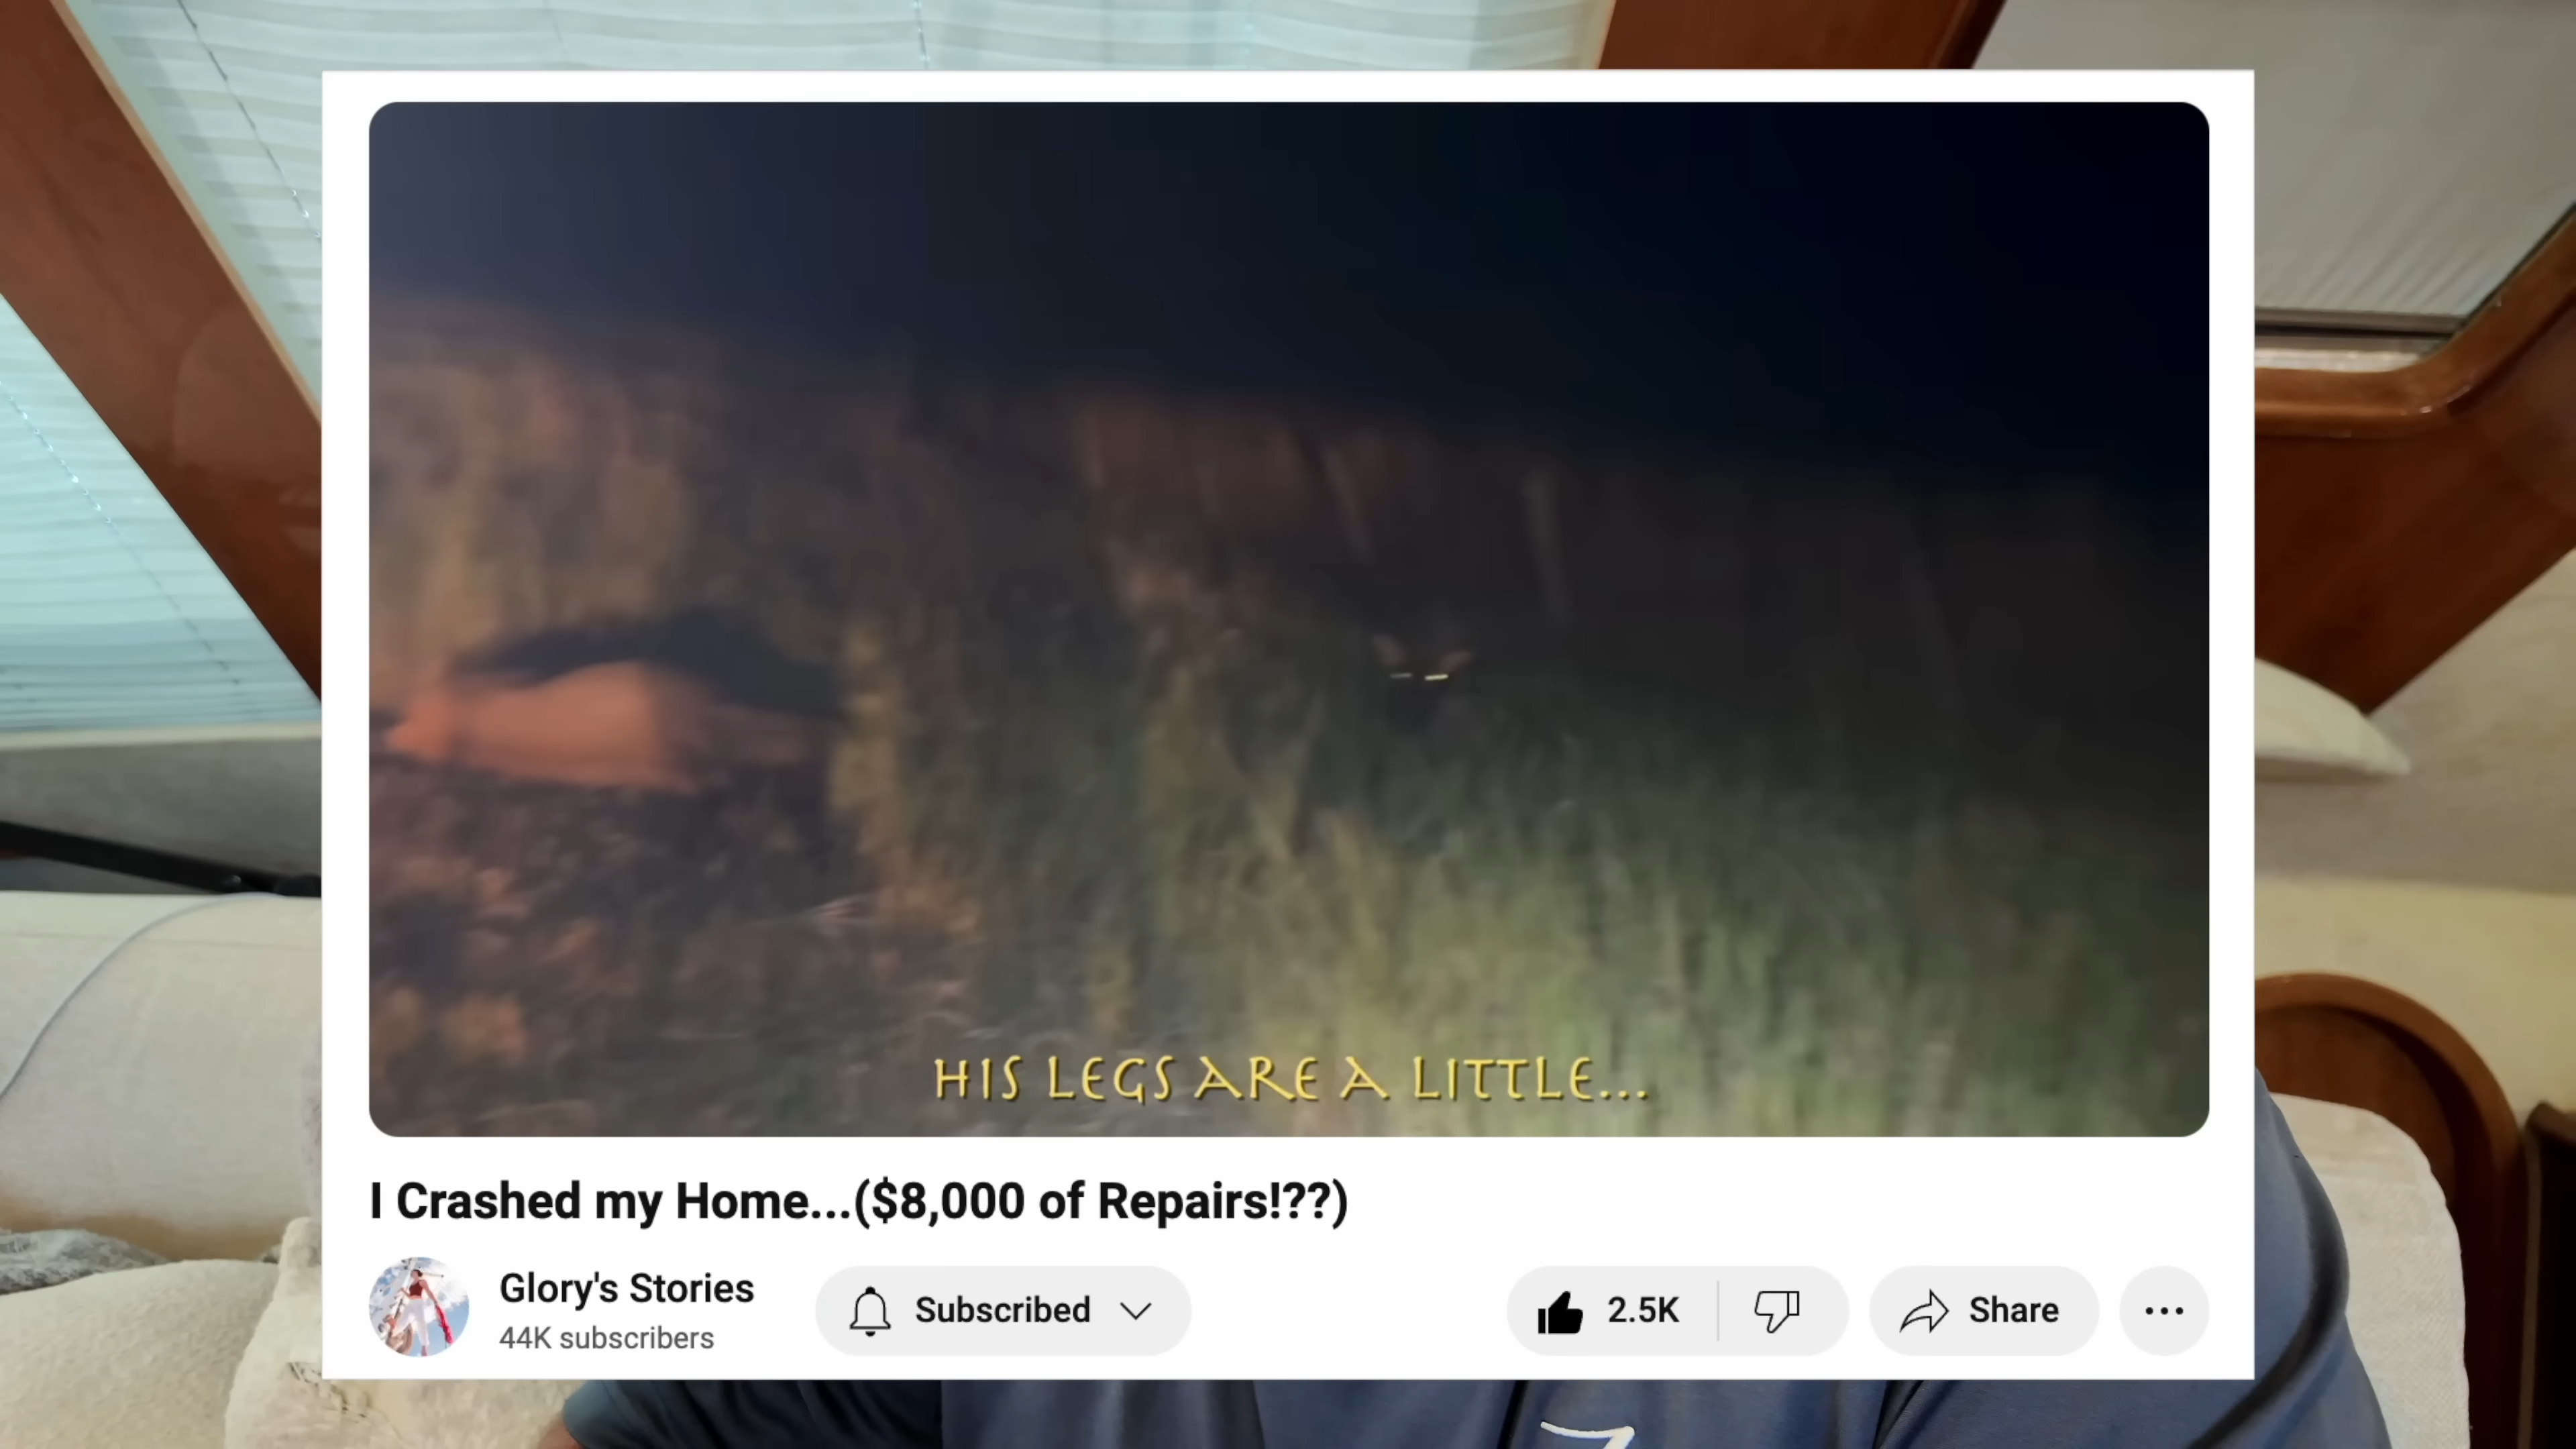 HIS LEGS ARE A LITTLE...
I Crashed my Home...($8,000 of Repairs!??)
Glory's Stories
44K subscribers
Subscribed
2.5K
Share